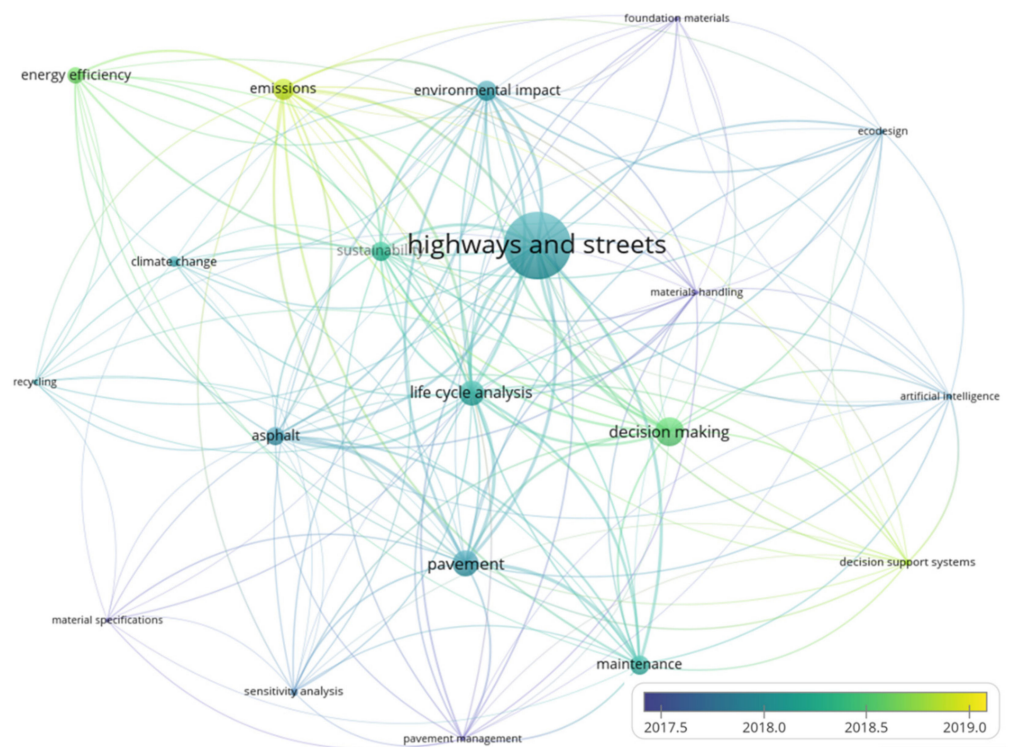 foundation materials
energy efficiency
emissions
environmental impact
ecodesign
highways and streets
sustainability
climate change
materials handling
recycling
life cycle analysis
artificial intelligence
asphalt
decision making
pavement
decision support systems
material specifications
maintenance
sensitivity analysis
pavement management
2017.5 2018.0 2018.5 2019.0